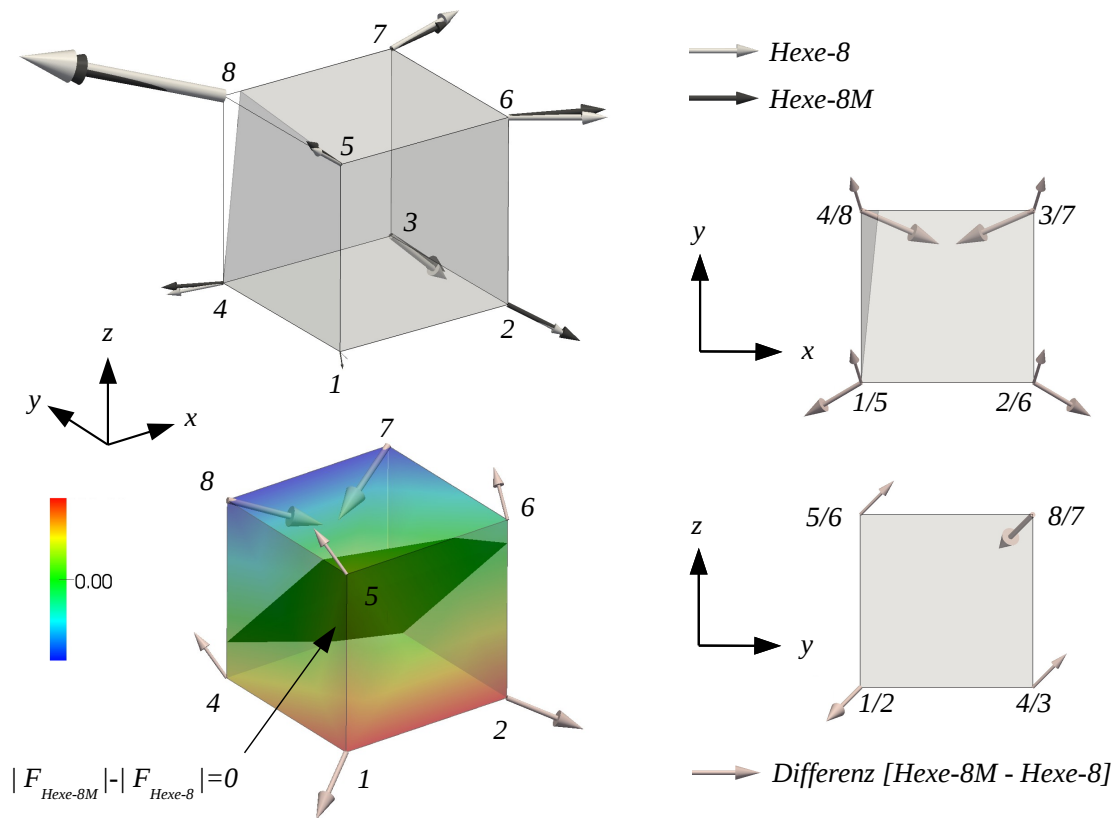 7
8
6
5
3
4
2
1
Hexe-8
Hexe-8M
z
y
x
4/8
3/7
y
x
1/5
2/6
7
8
6
5
0.00
4
2
1
|F_Hexe-8M|-|F_Hexe-8|=0
5/6
8/7
z
y
1/2
4/3
Differenz [Hexe-8M - Hexe-8]